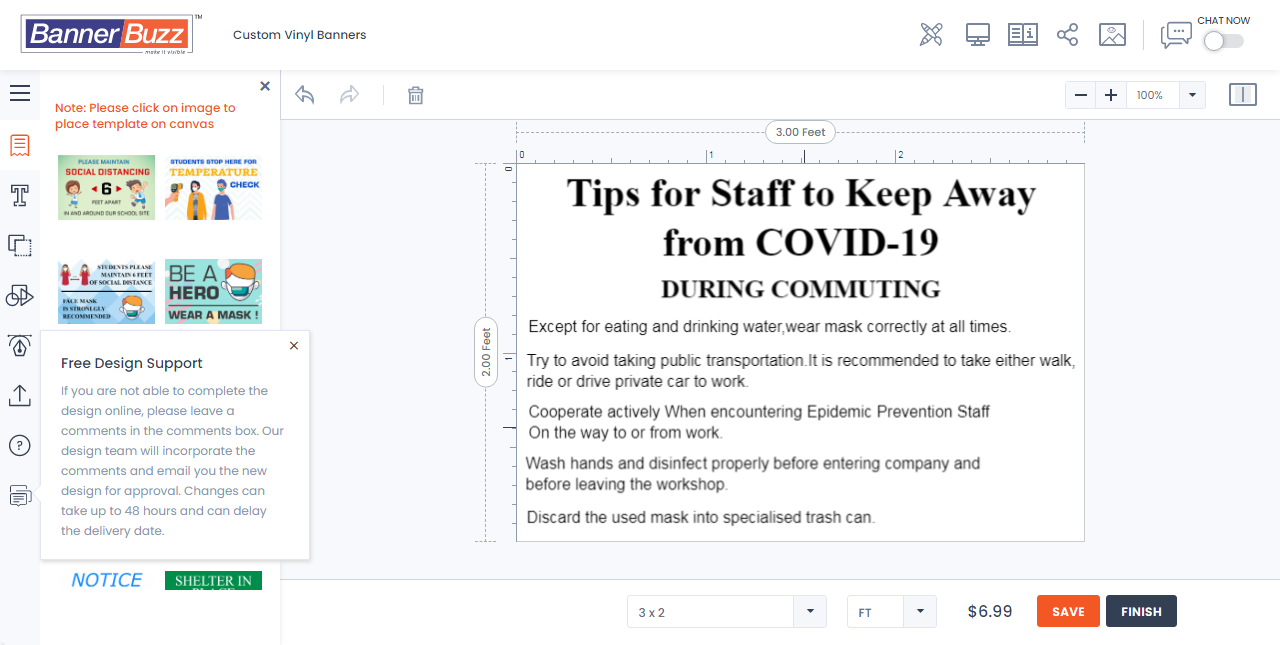 BannerBuzz™
make it visible
Custom Vinyl Banners
CHAT NOW
Note: Please click on image to
place template on canvas
100%
PLEASE MAINTAIN
SOCIAL DISTANCING
6
FEET APART
IN AND AROUND OUR SCHOOL SITE
STUDENTS STOP HERE FOR
TEMPERATURE
CHECK
STUDENTS PLEASE
MAINTAIN 6 FEET
OF SOCIAL DISTANCE
FACE MASK
IS STRONLGLY
RECOMMENDED
BE A
HERO
WEAR A MASK !
Free Design Support
If you are not able to complete the
design online, please leave a
comments in the comments box. Our
design team will incorporate the
comments and email you the new
design for approval. Changes can
take up to 48 hours and can delay
the delivery date.
NOTICE
SHELTER IN
PLACE
3.00 Feet
0 1 2
0
1
2.00 Feet
Tips for Staff to Keep Away
from COVID-19
DURING COMMUTING
Except for eating and drinking water,wear mask correctly at all times.
Try to avoid taking public transportation.It is recommended to take either walk,
ride or drive private car to work.
Cooperate actively When encountering Epidemic Prevention Staff
On the way to or from work.
Wash hands and disinfect properly before entering company and
before leaving the workshop.
Discard the used mask into specialised trash can.
3 x 2
FT
$6.99
SAVE
FINISH